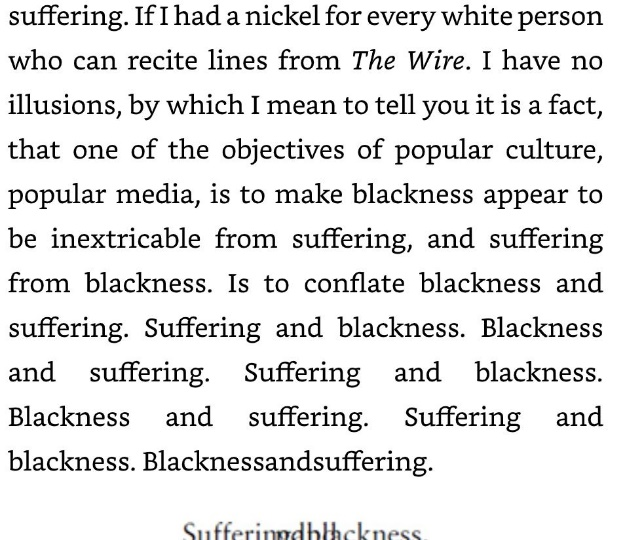 suffering. If I had a nickel for every white person
who can recite lines from The Wire. I have no
illusions, by which I mean to tell you it is a fact,
that one of the objectives of popular culture,
popular media, is to make blackness appear to
be inextricable from suffering, and suffering
from blackness. Is to conflate blackness and
suffering. Suffering and blackness. Blackness
and suffering. Suffering and blackness.
Blackness and suffering. Suffering and
blackness. Blacknessandsuffering.